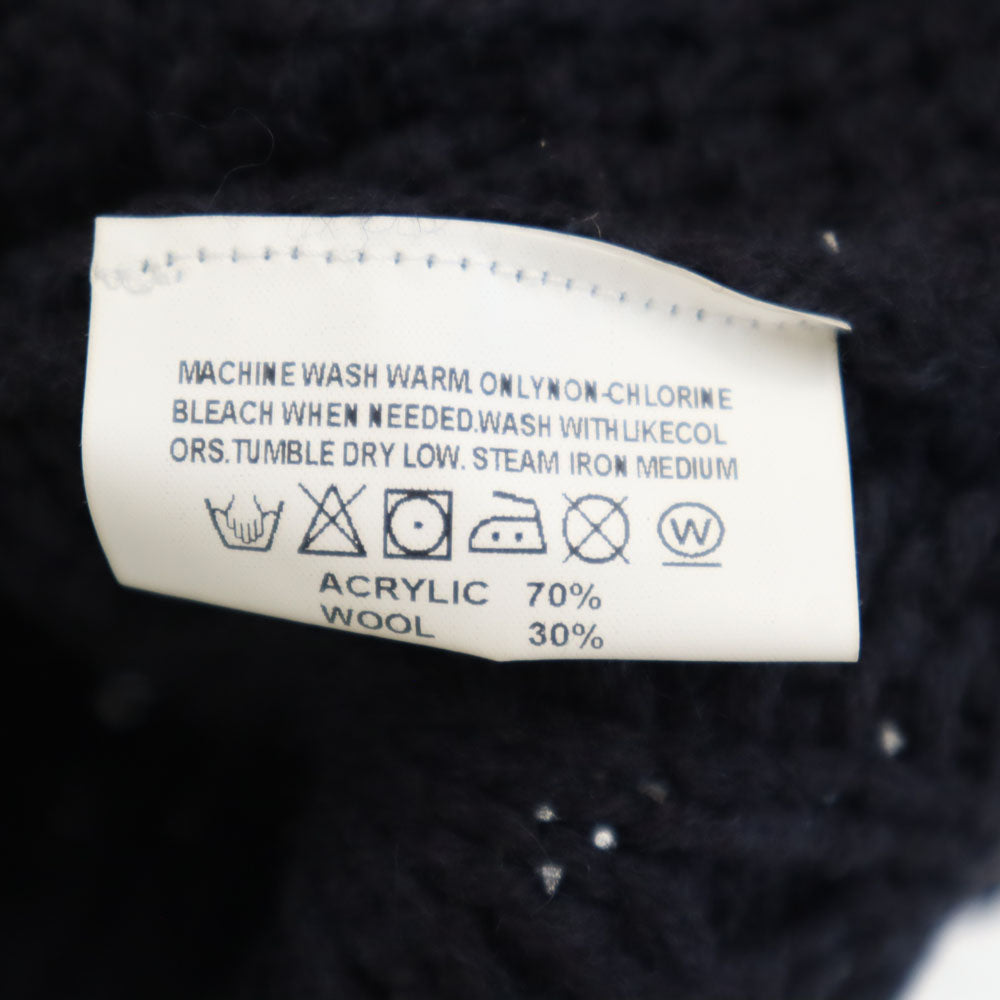 MACHINE WASH WARM. ONLYNON-CHLORINE
BLEACH WHEN NEEDED.WASH WITHLIKECOL
ORS.TUMBLE DRY LOW. STEAM IRON MEDIUM
W
ACRYLIC 70%
WOOL 30%